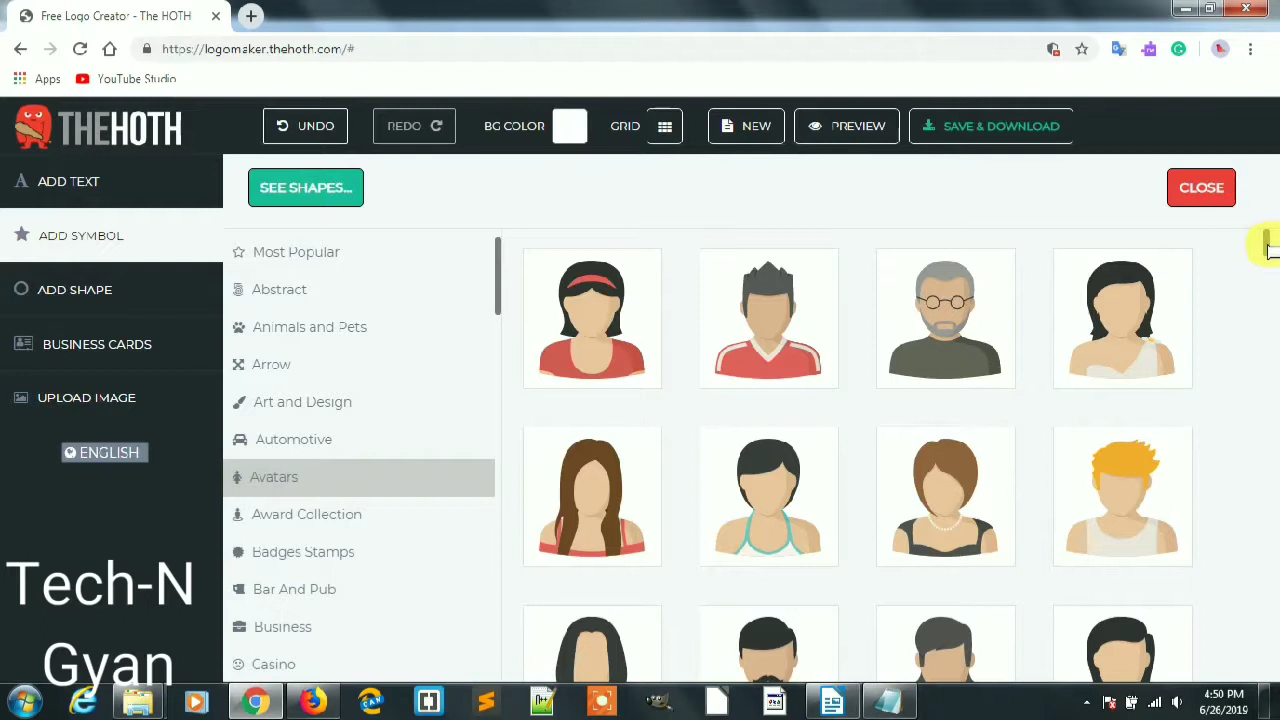 Free Logo Creator - The HOTH
https://logomaker.thehoth.com/#
Apps YouTube Studio
THEHOTH UNDO REDO BG COLOR GRID NEW PREVIEW SAVE & DOWNLOAD
ADD TEXT
ADD SYMBOL
ADD SHAPE
BUSINESS CARDS
UPLOAD IMAGE
ENGLISH
SEE SHAPES... CLOSE
Most Popular
Abstract
Animals and Pets
Arrow
Art and Design
Automotive
Avatars
Award Collection
Badges Stamps
Bar And Pub
Business
Casino
Tech-N
Gyan
4:50 PM
6/26/2019